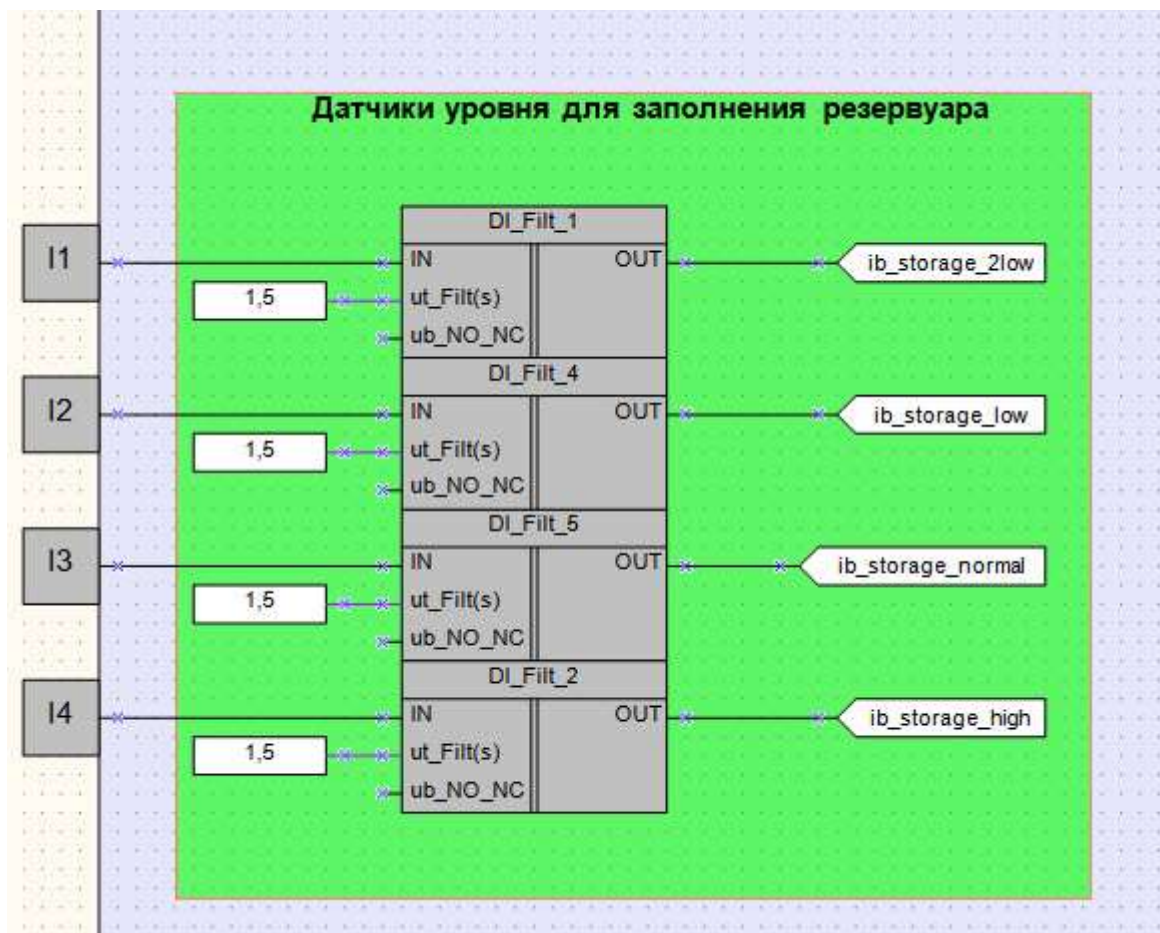 Датчики уровня для заполнения резервуара
DI_Filt_1
I1
IN
OUT
ib_storage_2low
1,5
ut_Filt(s)
ub_NO_NC
DI_Filt_4
I2
IN
OUT
ib_storage_low
1,5
ut_Filt(s)
ub_NO_NC
DI_Filt_5
I3
IN
OUT
ib_storage_normal
1,5
ut_Filt(s)
ub_NO_NC
DI_Filt_2
I4
IN
OUT
ib_storage_high
1,5
ut_Filt(s)
ub_NO_NC